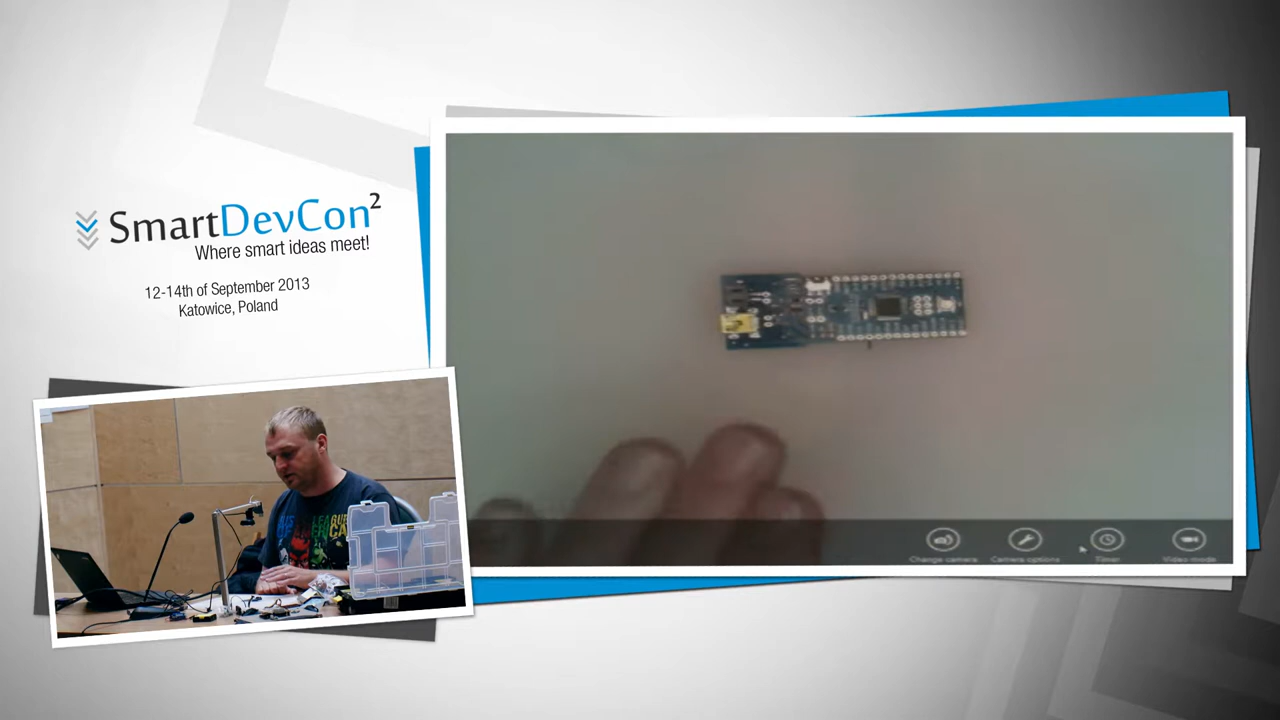 SmartDevCon²
Where smart ideas meet!
12-14th of September 2013
Katowice, Poland
Change camera
Camera options
Timer
Video mode